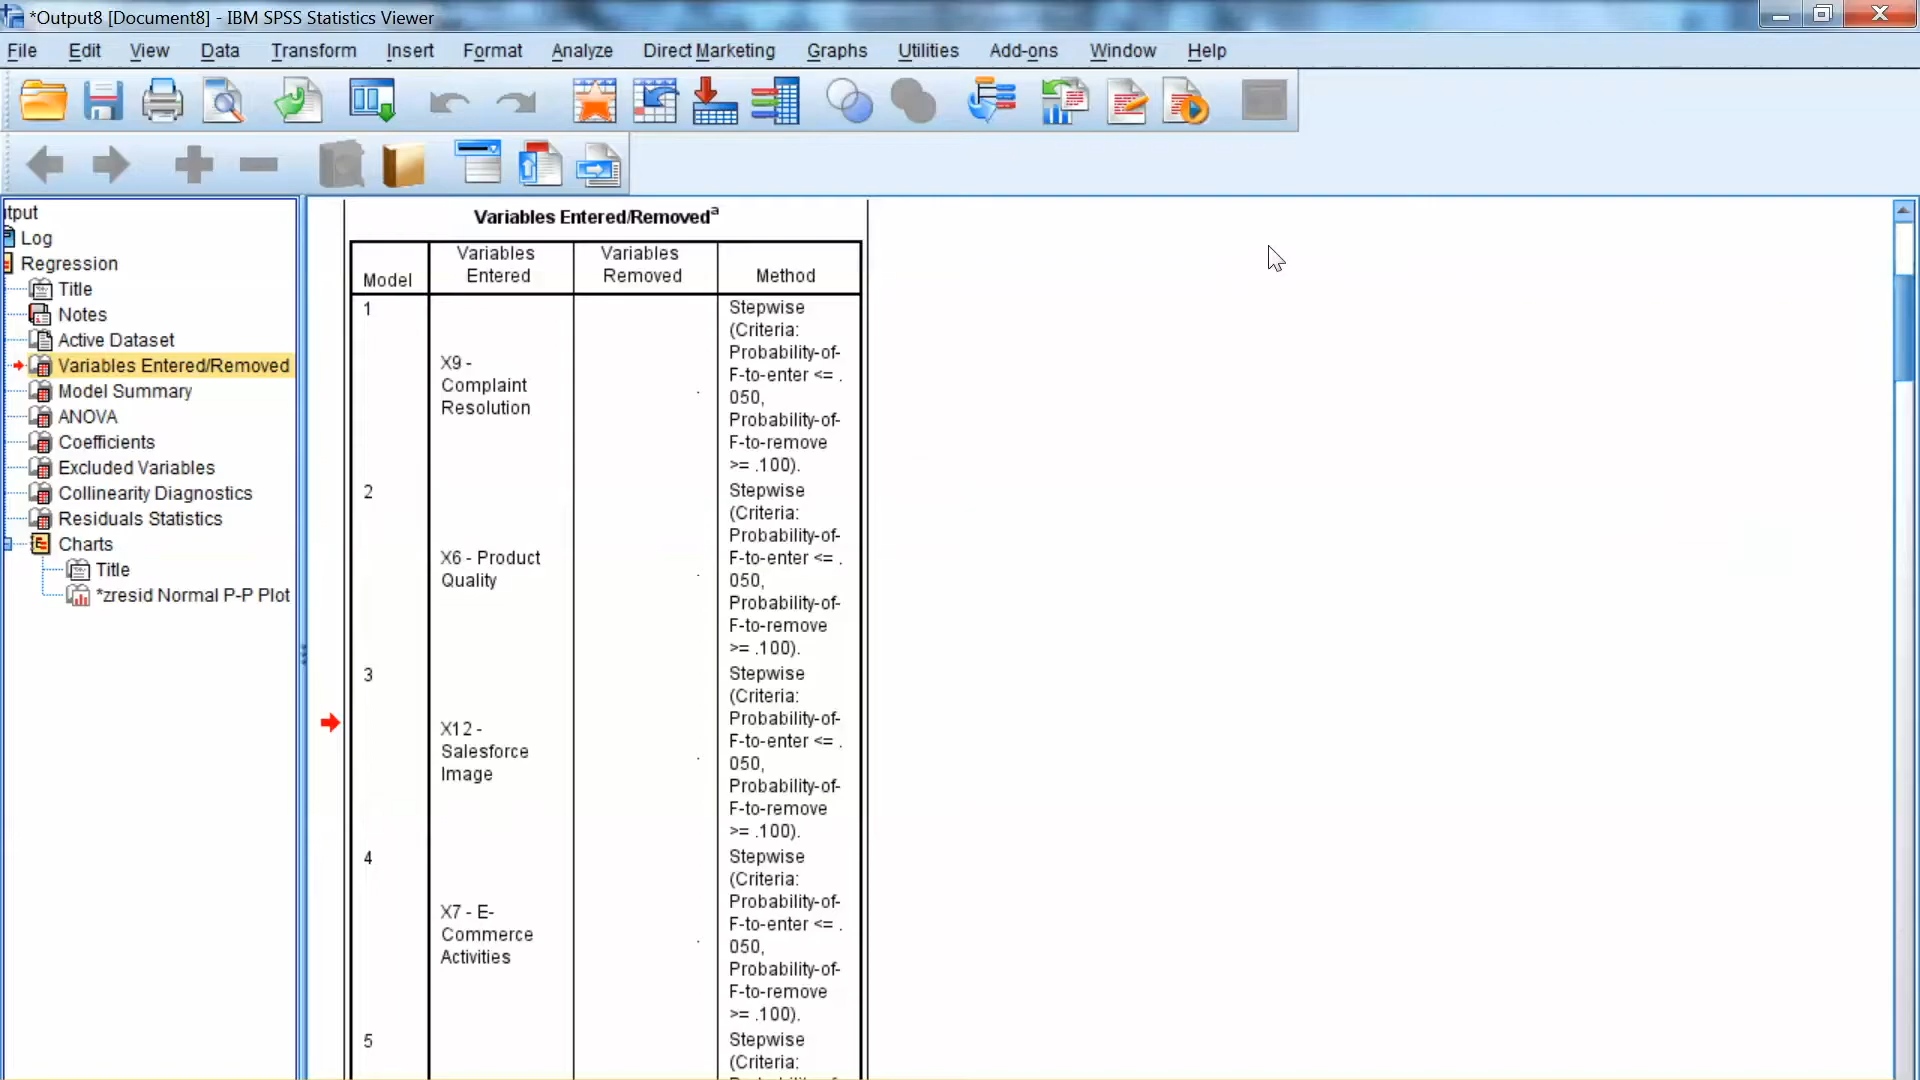 *Output8 [Document8] - IBM SPSS Statistics Viewer
File Edit View Data Transform Insert Format Analyze Direct Marketing Graphs Utilities Add-ons Window Help
tput
Log
Regression
Title
Notes
Active Dataset
Variables Entered/Removed
Model Summary
ANOVA
Coefficients
Excluded Variables
Collinearity Diagnostics
Residuals Statistics
Charts
Title
*zresid Normal P-P Plot
Variables Entered/Removedᵃ
Model
Variables
Entered
Variables
Removed
Method
1
X9 -
Complaint
Resolution
.
Stepwise
(Criteria:
Probability-of-
F-to-enter <= .
050,
Probability-of-
F-to-remove
>= .100).
2
X6 - Product
Quality
.
Stepwise
(Criteria:
Probability-of-
F-to-enter <= .
050,
Probability-of-
F-to-remove
>= .100).
3
X12 -
Salesforce
Image
.
Stepwise
(Criteria:
Probability-of-
F-to-enter <= .
050,
Probability-of-
F-to-remove
>= .100).
4
X7 - E-
Commerce
Activities
.
Stepwise
(Criteria:
Probability-of-
F-to-enter <= .
050,
Probability-of-
F-to-remove
>= .100).
5
Stepwise
(Criteria: